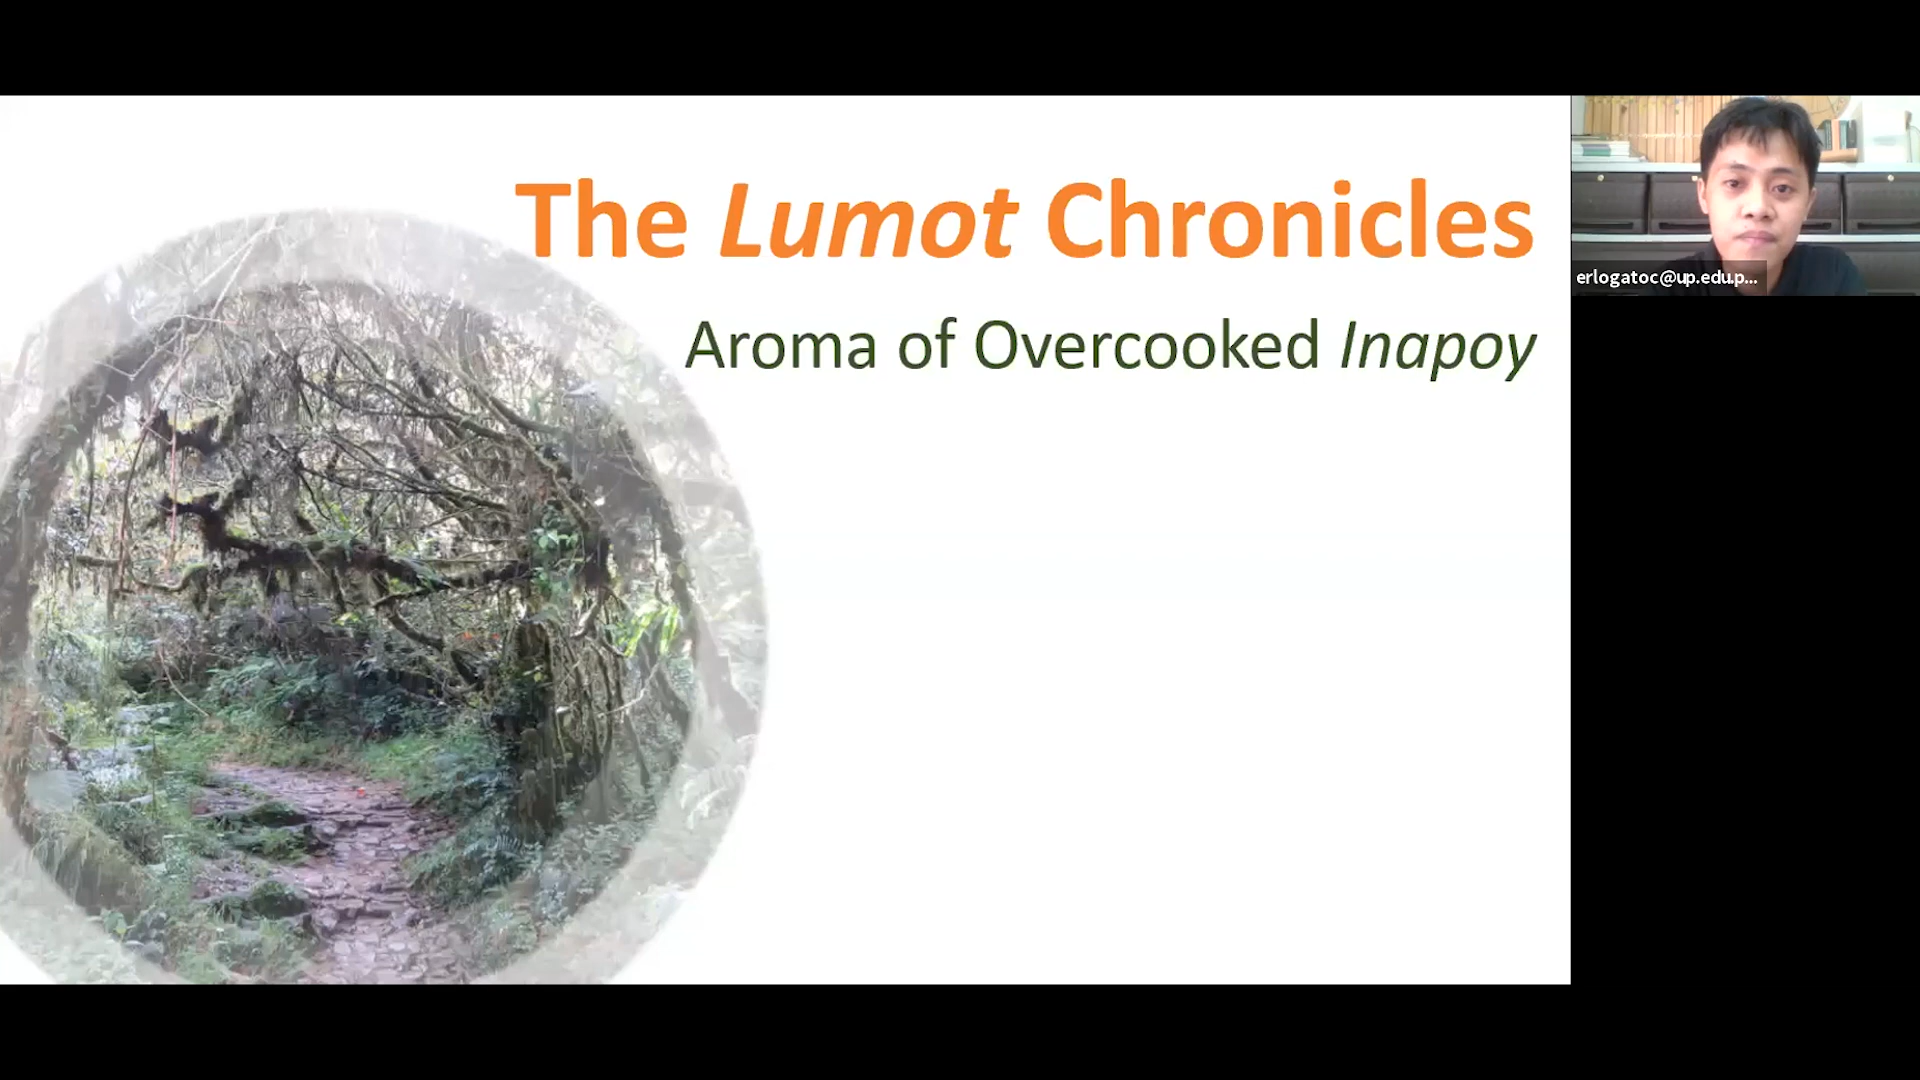 The Lumot Chronicles
Aroma of Overcooked Inapoy
erlogatoc@up.edu.p...